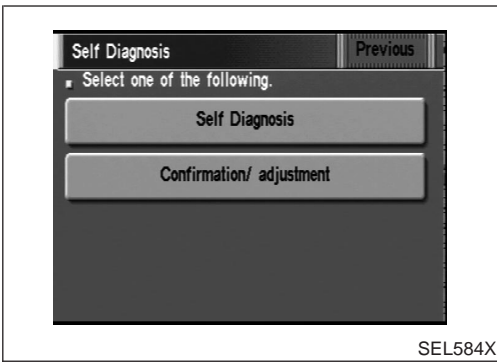 Self Diagnosis Previous
Select one of the following.
Self Diagnosis
Confirmation/ adjustment
SEL584X